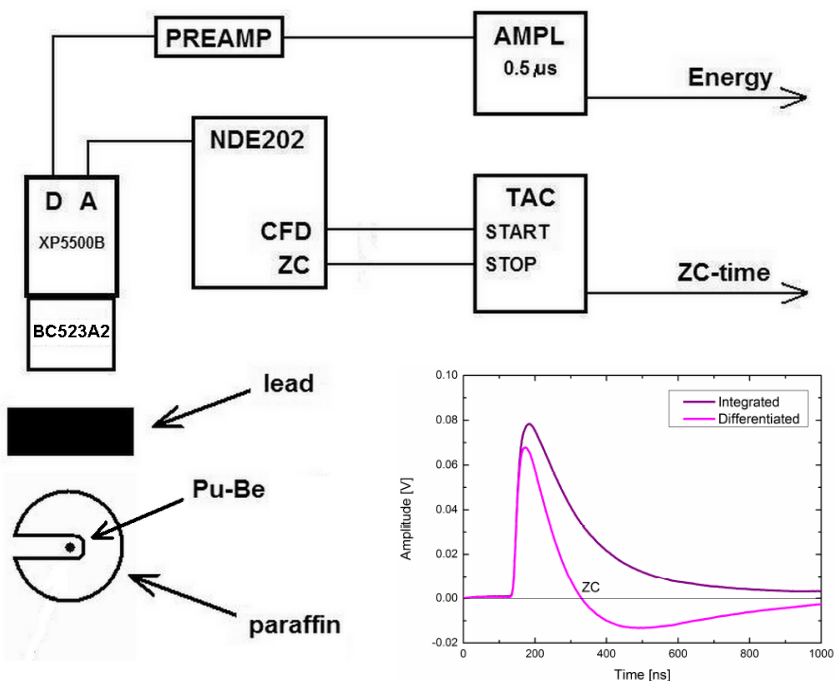 PREAMP
AMPL
0.5 µs
Energy
NDE202
D A
XP5500B
CFD
ZC
TAC
START
STOP
ZC-time
BC523A2
lead
Pu-Be
paraffin
0.10
0.08
0.06
0.04
0.02
0.00
-0.02
Amplitude [V]
Integrated
Differentiated
ZC
0 200 400 600 800 1000
Time [ns]